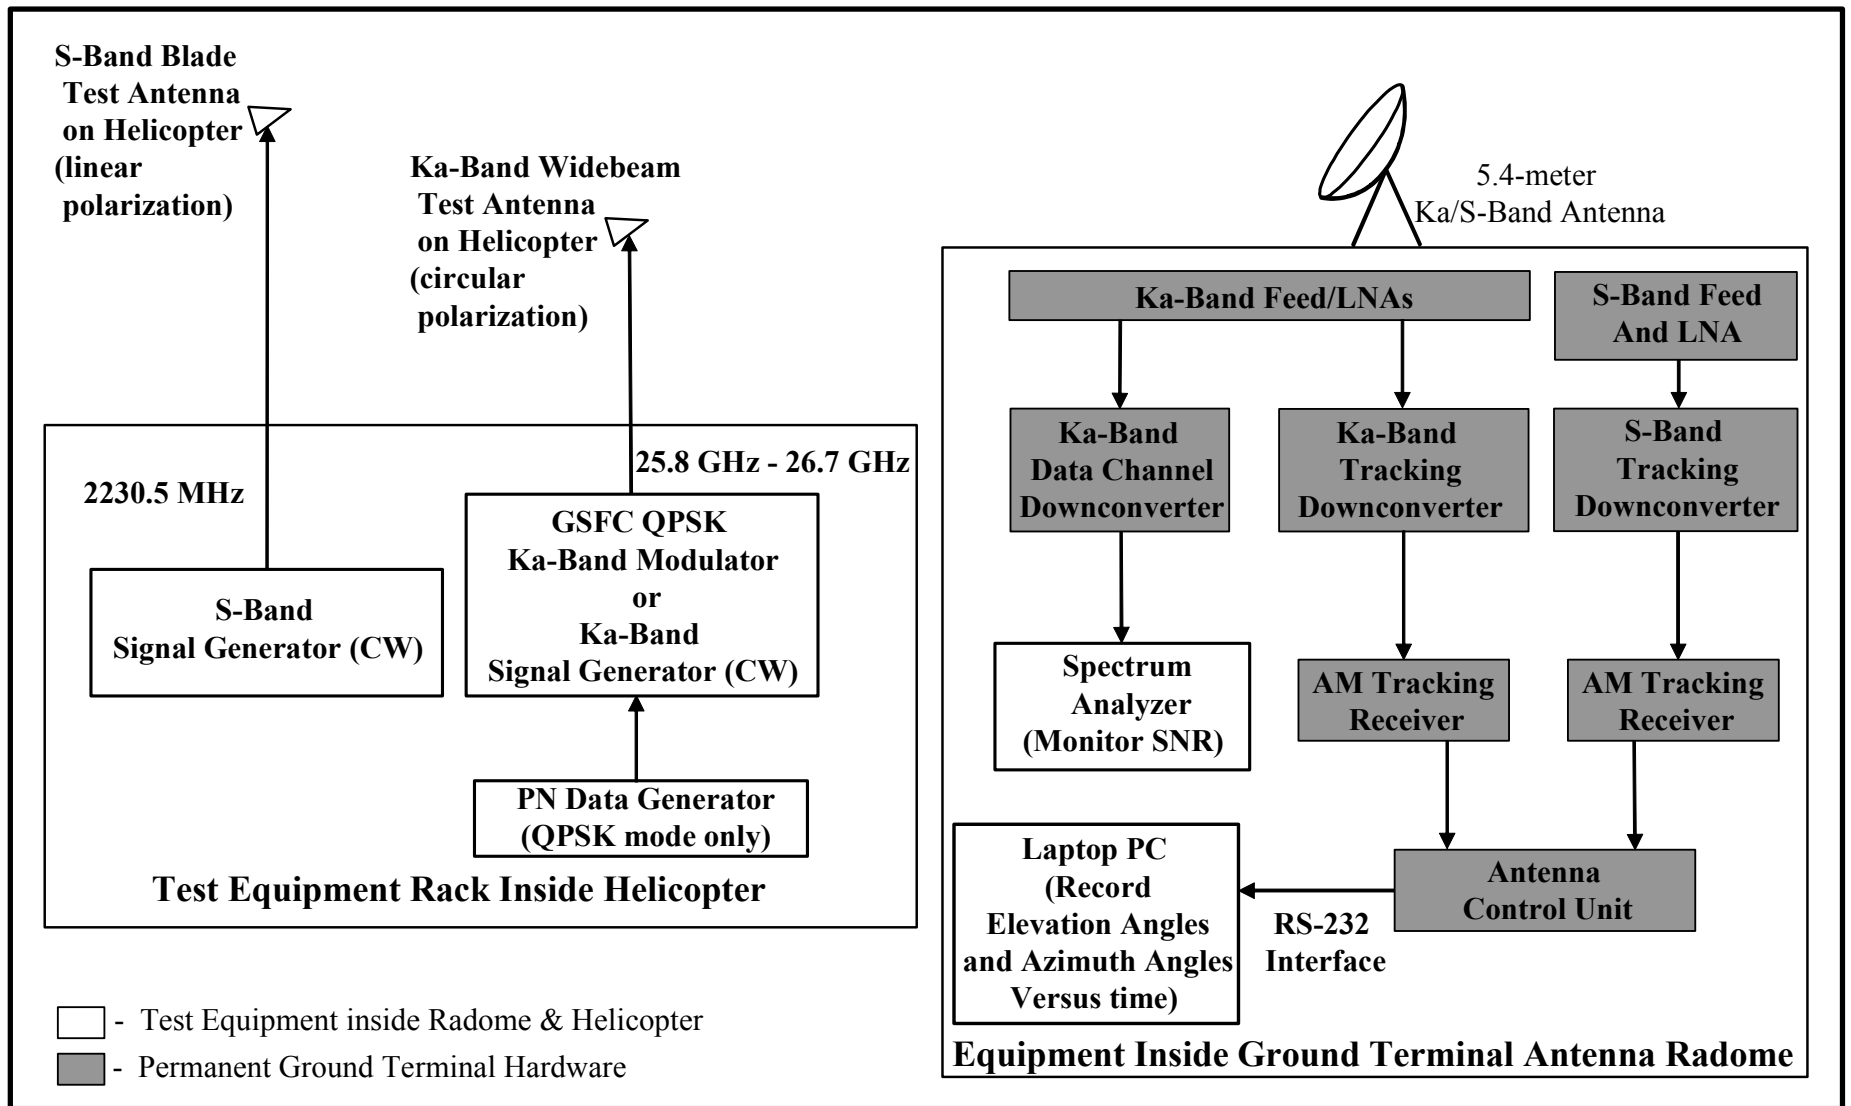 S-Band Blade
Test Antenna
on Helicopter
(linear
polarization)
Ka-Band Widebeam
Test Antenna
on Helicopter
(circular
polarization)
2230.5 MHz
25.8 GHz - 26.7 GHz
S-Band
Signal Generator (CW)
GSFC QPSK
Ka-Band Modulator
or
Ka-Band
Signal Generator (CW)
PN Data Generator
(QPSK mode only)
Test Equipment Rack Inside Helicopter
- Test Equipment inside Radome & Helicopter
- Permanent Ground Terminal Hardware
5.4-meter
Ka/S-Band Antenna
Ka-Band Feed/LNAs
S-Band Feed
And LNA
Ka-Band
Data Channel
Downconverter
Ka-Band
Tracking
Downconverter
S-Band
Tracking
Downconverter
Spectrum
Analyzer
(Monitor SNR)
AM Tracking
Receiver
AM Tracking
Receiver
Laptop PC
(Record
Elevation Angles
and Azimuth Angles
Versus time)
RS-232
Interface
Antenna
Control Unit
Equipment Inside Ground Terminal Antenna Radome